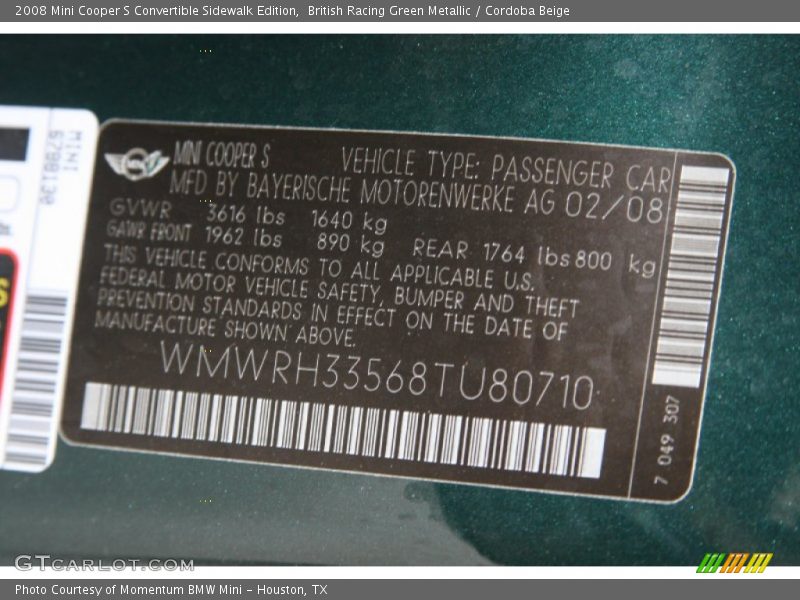 2008 Mini Cooper S Convertible Sidewalk Edition, British Racing Green Metallic / Cordoba Beige
MINI
5798138
MINI COOPER S VEHICLE TYPE: PASSENGER CAR
MFD BY BAYERISCHE MOTORENWERKE AG 02/08
GVWR 3616 lbs 1640 kg
GAWR FRONT 1962 lbs 890 kg REAR 1764 lbs 800 kg
THIS VEHICLE CONFORMS TO ALL APPLICABLE U.S.
FEDERAL MOTOR VEHICLE SAFETY, BUMPER AND THEFT
PREVENTION STANDARDS IN EFFECT ON THE DATE OF
MANUFACTURE SHOWN ABOVE.
WMWRH33568TU80710
7 049 307
GTCARLOT.COM
Photo Courtesy of Momentum BMW Mini - Houston, TX